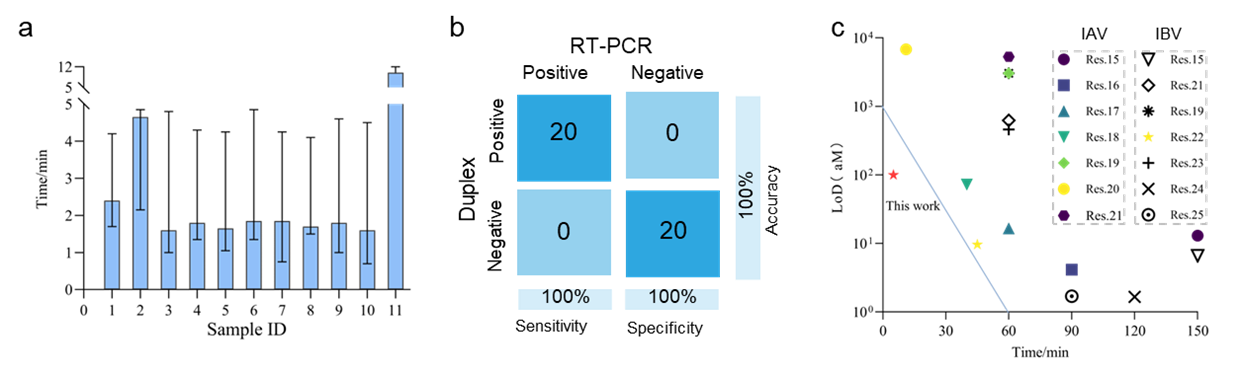 a
12
5
5
4
3
2
1
0
Time/min
0 1 2 3 4 5 6 7 8 9 10 11
Sample ID
b
RT-PCR
Positive Negative
Duplex
Positive
20 0
Negative
0 20
100%
Accuracy
100% 100%
Sensitivity Specificity
c
10⁴
10³
10²
10¹
10⁰
LoD( aM)
0 30 60 90 120 150
Time/min
This work
IAV
Res.15
Res.16
Res.17
Res.18
Res.19
Res.20
Res.21
IBV
Res.15
Res.21
Res.19
Res.22
Res.23
Res.24
Res.25